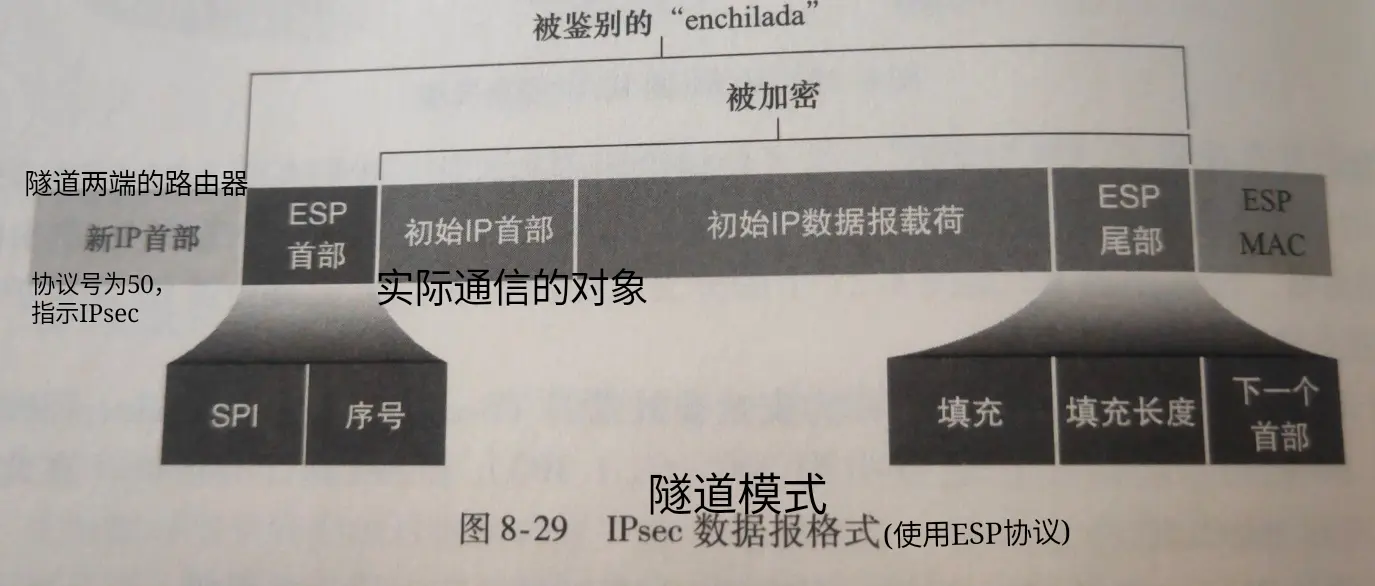 被鉴别的“enchilada”
被加密
隧道两端的路由器
新IP首部
ESP
首部
初始IP首部
初始IP数据报载荷
ESP
尾部
ESP
MAC
协议号为50，
指示IPsec
实际通信的对象
SPI
序号
填充
填充长度
下一个
首部
隧道模式
图 8-29 IPsec 数据报格式(使用ESP协议)